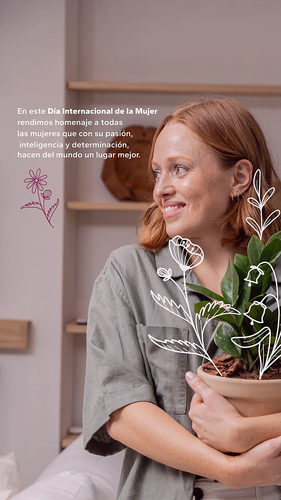 En este Día Internacional de la Mujer
rendimos homenaje a todas
las mujeres que con su pasión,
inteligencia y determinación,
hacen del mundo un lugar mejor.